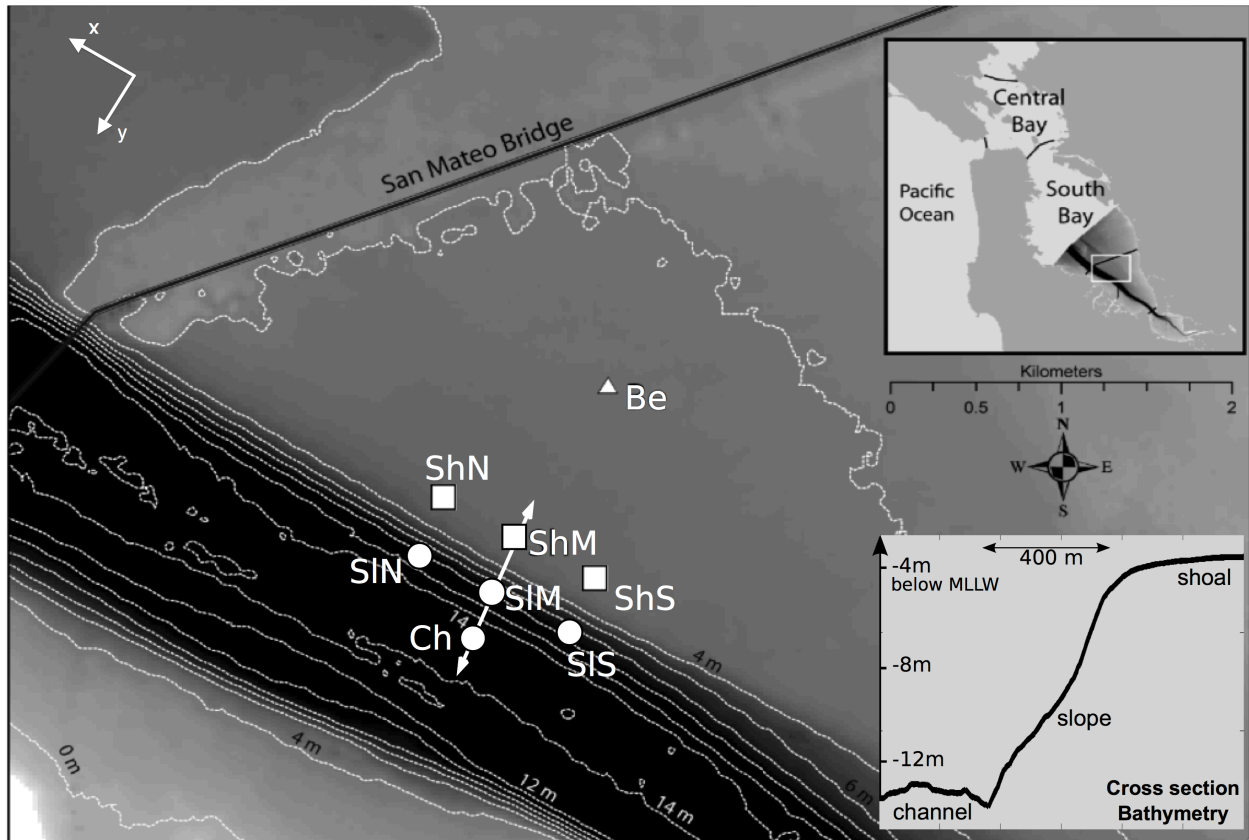 x
y
San Mateo Bridge
Central
Bay
South
Bay
Pacific
Ocean
Kilometers
0 0.5 1 2
N
W E
S
Be
ShN
ShM
SlN
SlM
ShS
14
Ch
SlS
4 m
4 m
0 m
12 m
14 m
6 m
400 m
-4m
below MLLW
shoal
-8m
slope
-12m
channel
Cross section
Bathymetry